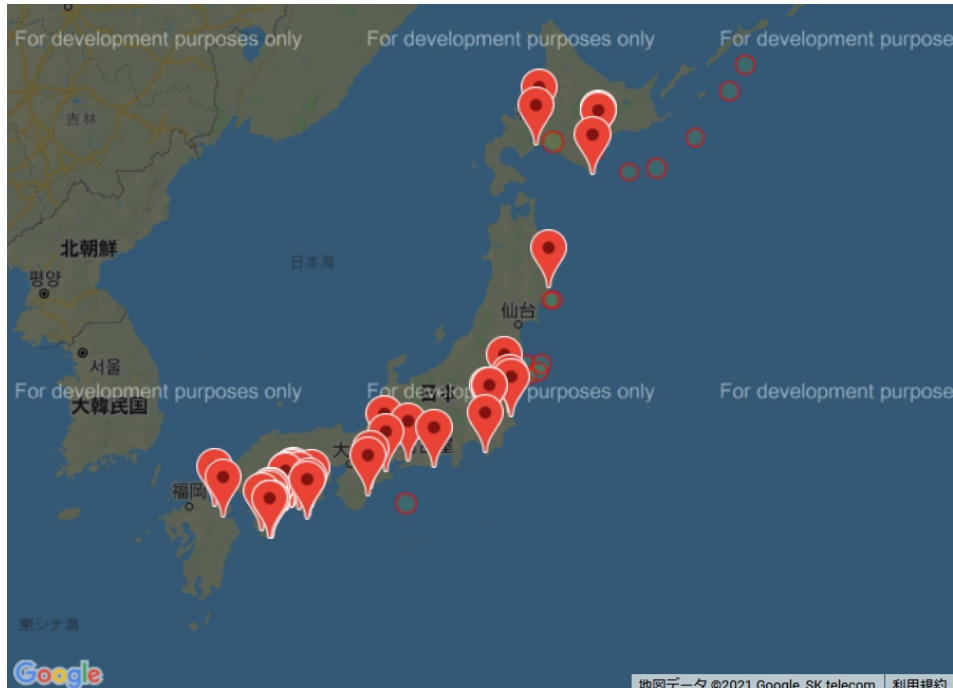 For development purposes only
For development purposes only
For development purpose
吉林
北朝鮮
日本海
평양
仙台
서울
For development purposes only
For development purposes only
For development purpose
大韓民国
日本
大
福岡
東シナ海
Google
地図データ ©2021 Google, SK telecom
利用規約